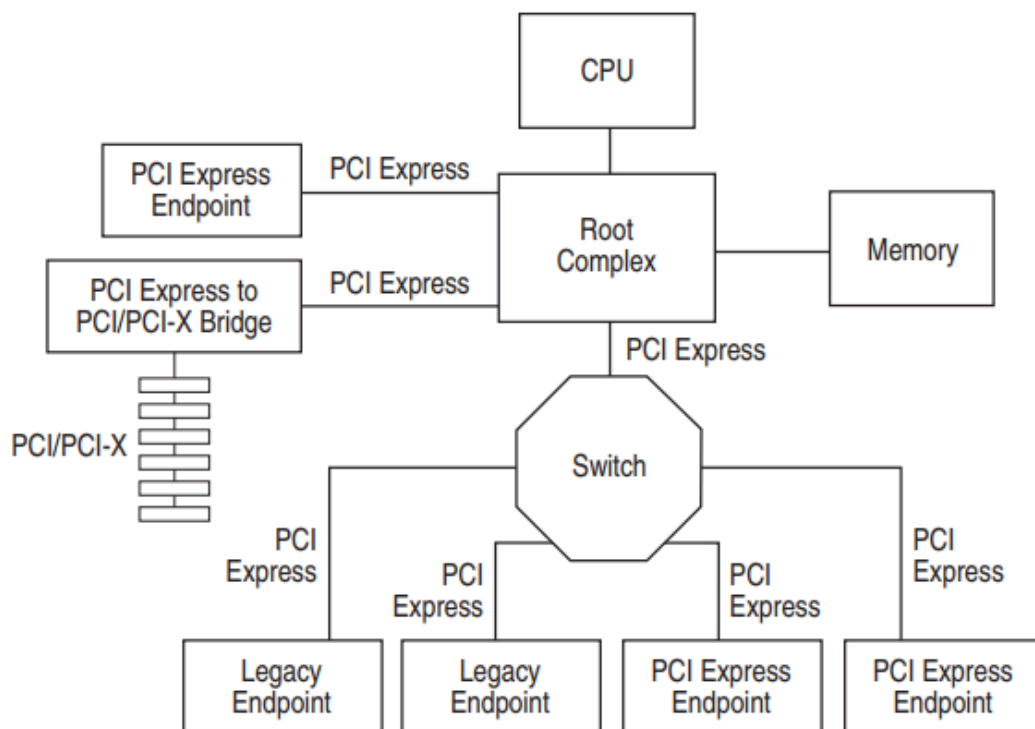 CPU
PCI Express
Endpoint
PCI Express
Root
Complex
Memory
PCI Express to
PCI/PCI-X Bridge
PCI Express
PCI Express
PCI/PCI-X
Switch
PCI
Express
PCI
Express
PCI
Express
PCI
Express
Legacy
Endpoint
Legacy
Endpoint
PCI Express
Endpoint
PCI Express
Endpoint